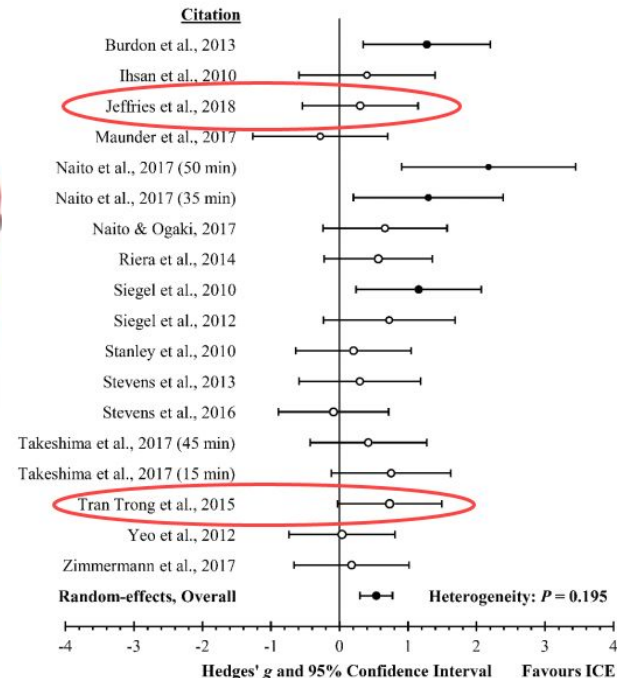 Citation
Burdon et al., 2013
Ihsan et al., 2010
Jeffries et al., 2018
Maunder et al., 2017
Naito et al., 2017 (50 min)
Naito et al., 2017 (35 min)
Naito & Ogaki, 2017
Riera et al., 2014
Siegel et al., 2010
Siegel et al., 2012
Stanley et al., 2010
Stevens et al., 2013
Stevens et al., 2016
Takeshima et al., 2017 (45 min)
Takeshima et al., 2017 (15 min)
Tran Trong et al., 2015
Yeo et al., 2012
Zimmermann et al., 2017
Random-effects, Overall Heterogeneity: P = 0.195
-4 -3 -2 -1 0 1 2 3 4
Hedges' g and 95% Confidence Interval Favours ICE